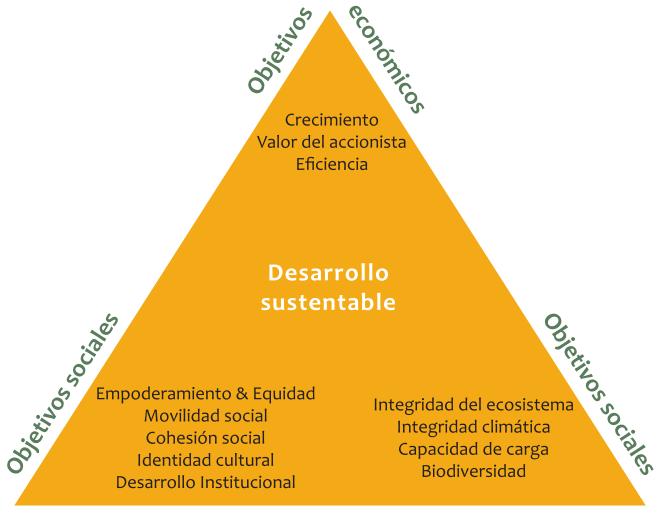 Objetivos económicos
Crecimiento
Valor del accionista
Eficiencia
Desarrollo
sustentable
Objetivos sociales
Empoderamiento & Equidad
Movilidad social
Cohesión social
Identidad cultural
Desarrollo Institucional
Objetivos sociales
Integridad del ecosistema
Integridad climática
Capacidad de carga
Biodiversidad